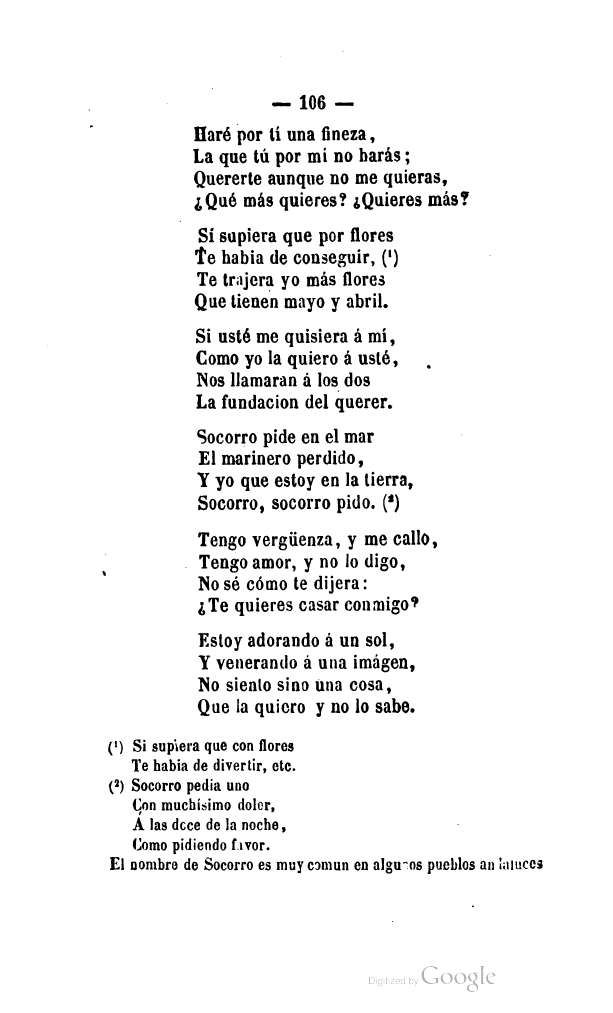 — 106 —
Haré por tí una fineza,
La que tú por mi no harás;
Quererte aunque no me quieras,
¿Qué más quieres? ¿Quieres más?
Sí supiera que por flores
Te habia de conseguir, (¹)
Te trajera yo más flores
Que tienen mayo y abril.
Si usté me quisiera á mí,
Como yo la quiero á usté,
Nos llamaran á los dos
La fundacion del querer.
Socorro pide en el mar
El marinero perdido,
Y yo que estoy en la tierra,
Socorro, socorro pido. (²)
Tengo vergüenza, y me callo,
Tengo amor, y no lo digo,
No sé cómo te dijera:
¿Te quieres casar conmigo?
Estoy adorando á un sol,
Y venerando á una imágen,
No siento sino una cosa,
Que la quiero y no lo sabe.
(¹) Si supiera que con flores
Te habia de divertir, etc.
(²) Socorro pedia uno
Con muchísimo dolor,
Á las doce de la noche,
Como pidiendo favor.
El nombre de Socorro es muy comun en algunos pueblos andaluces
Digitized by Google